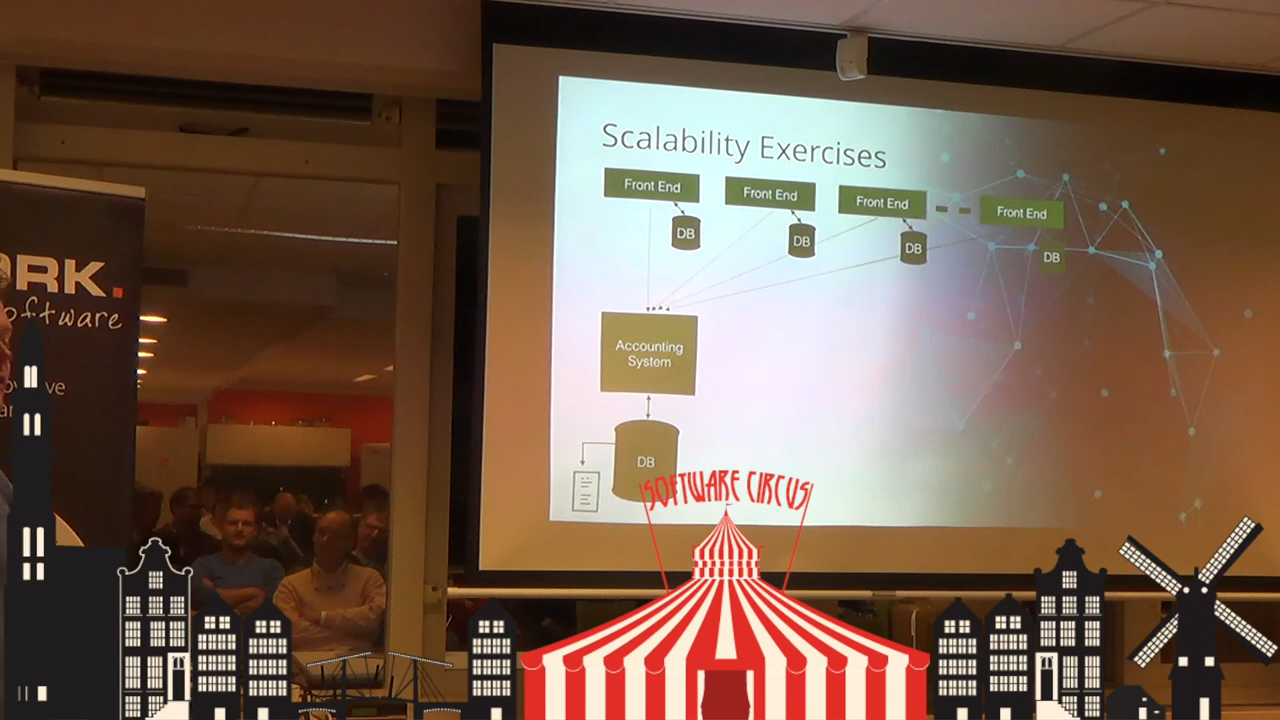 Scalability Exercises
Front End
Front End
Front End
Front End
DB
DB
DB
DB
Accounting
System
DB
RK.
oftware
ve
SOFTWARE CIRCUS